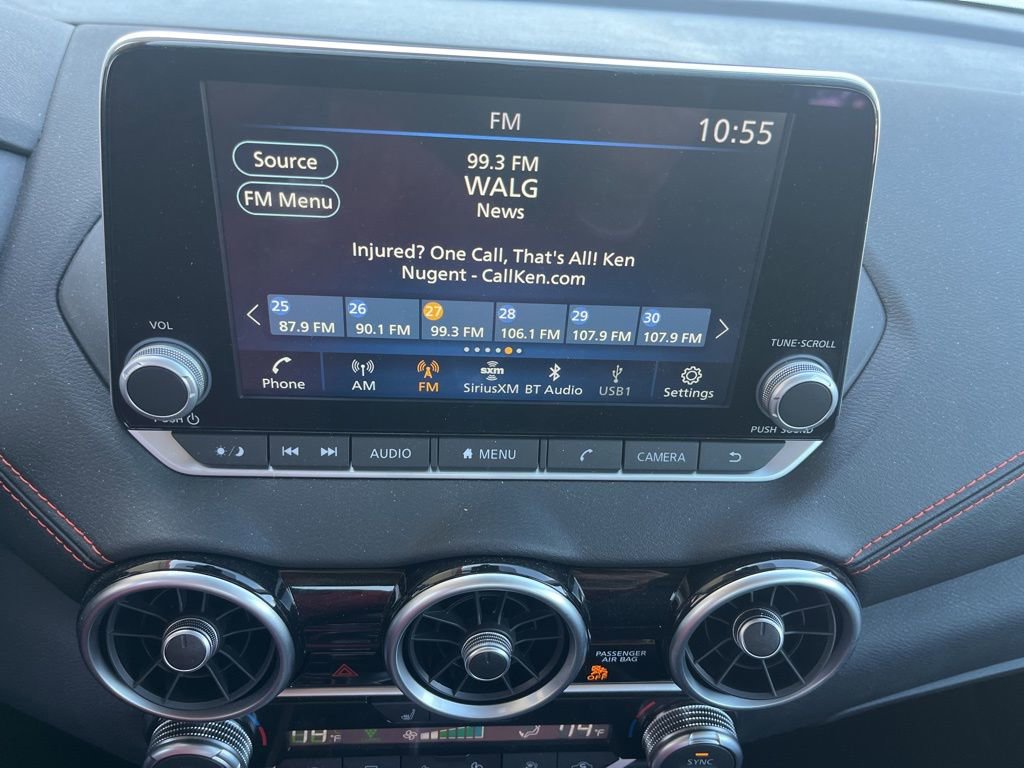 FM
10:55
Source
FM Menu
99.3 FM
WALG
News
Injured? One Call, That's All! Ken
Nugent - CallKen.com
25 87.9 FM
26 90.1 FM
27 99.3 FM
28 106.1 FM
29 107.9 FM
30 107.9 FM
Phone
AM
FM
sxm
SiriusXM
BT Audio
USB1
Settings
VOL
PUSH
TUNE·SCROLL
PUSH SOUND
AUDIO
MENU
CAMERA
PASSENGER
AIR BAG
OFF
74°F
SYNC